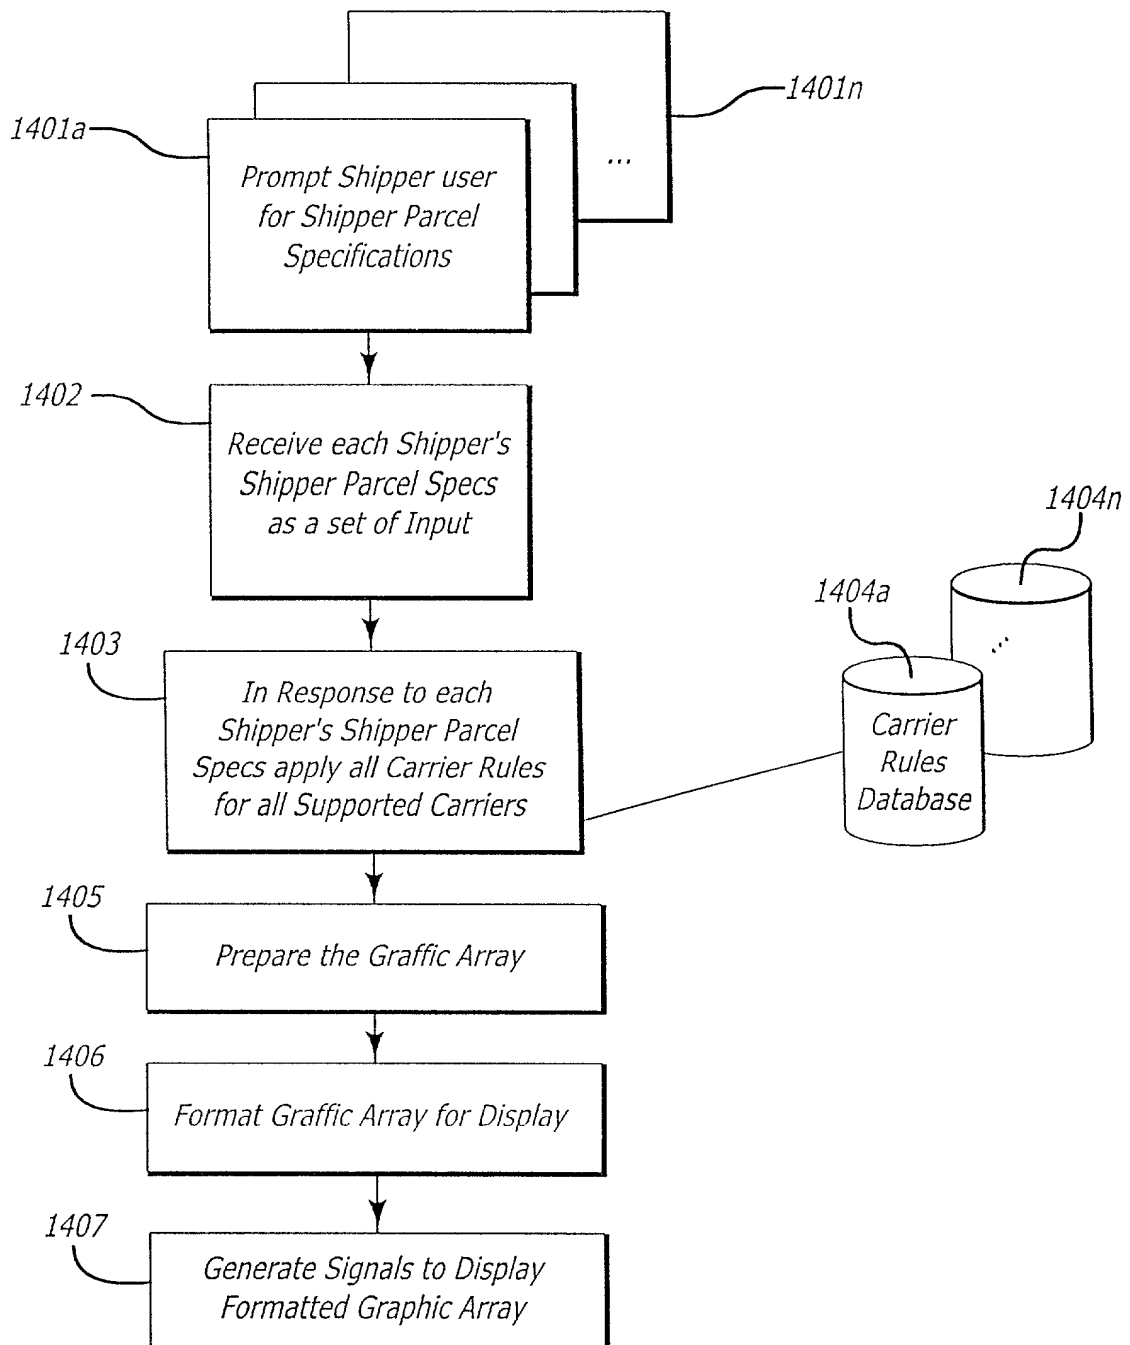 1401n
1401a
...
Prompt Shipper user
for Shipper Parcel
Specifications
1402
Receive each Shipper's
Shipper Parcel Specs
as a set of Input
1404n
1404a
...
1403
In Response to each
Shipper's Shipper Parcel
Specs apply all Carrier Rules
for all Supported Carriers
Carrier
Rules
Database
1405
Prepare the Graffic Array
1406
Format Graffic Array for Display
1407
Generate Signals to Display
Formatted Graphic Array